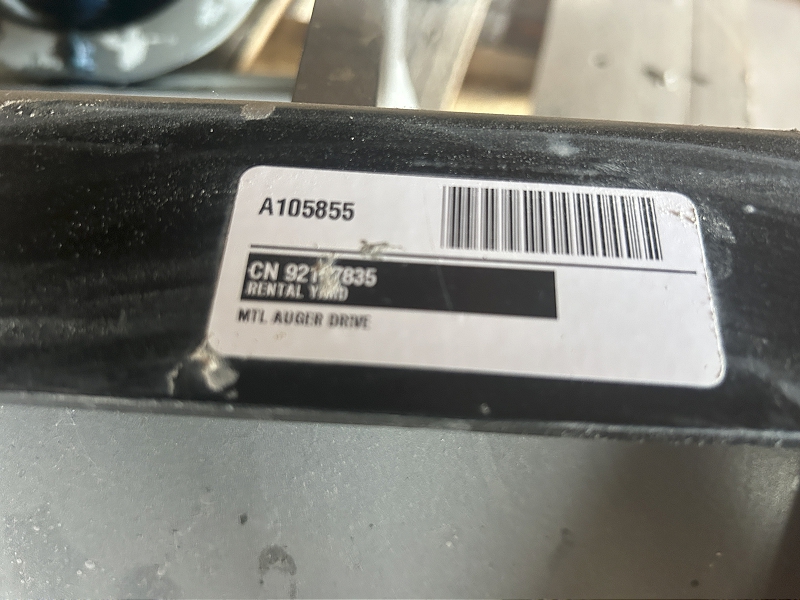 A105855
CN
RENTAL YARD
MTL AUGER DRIVE